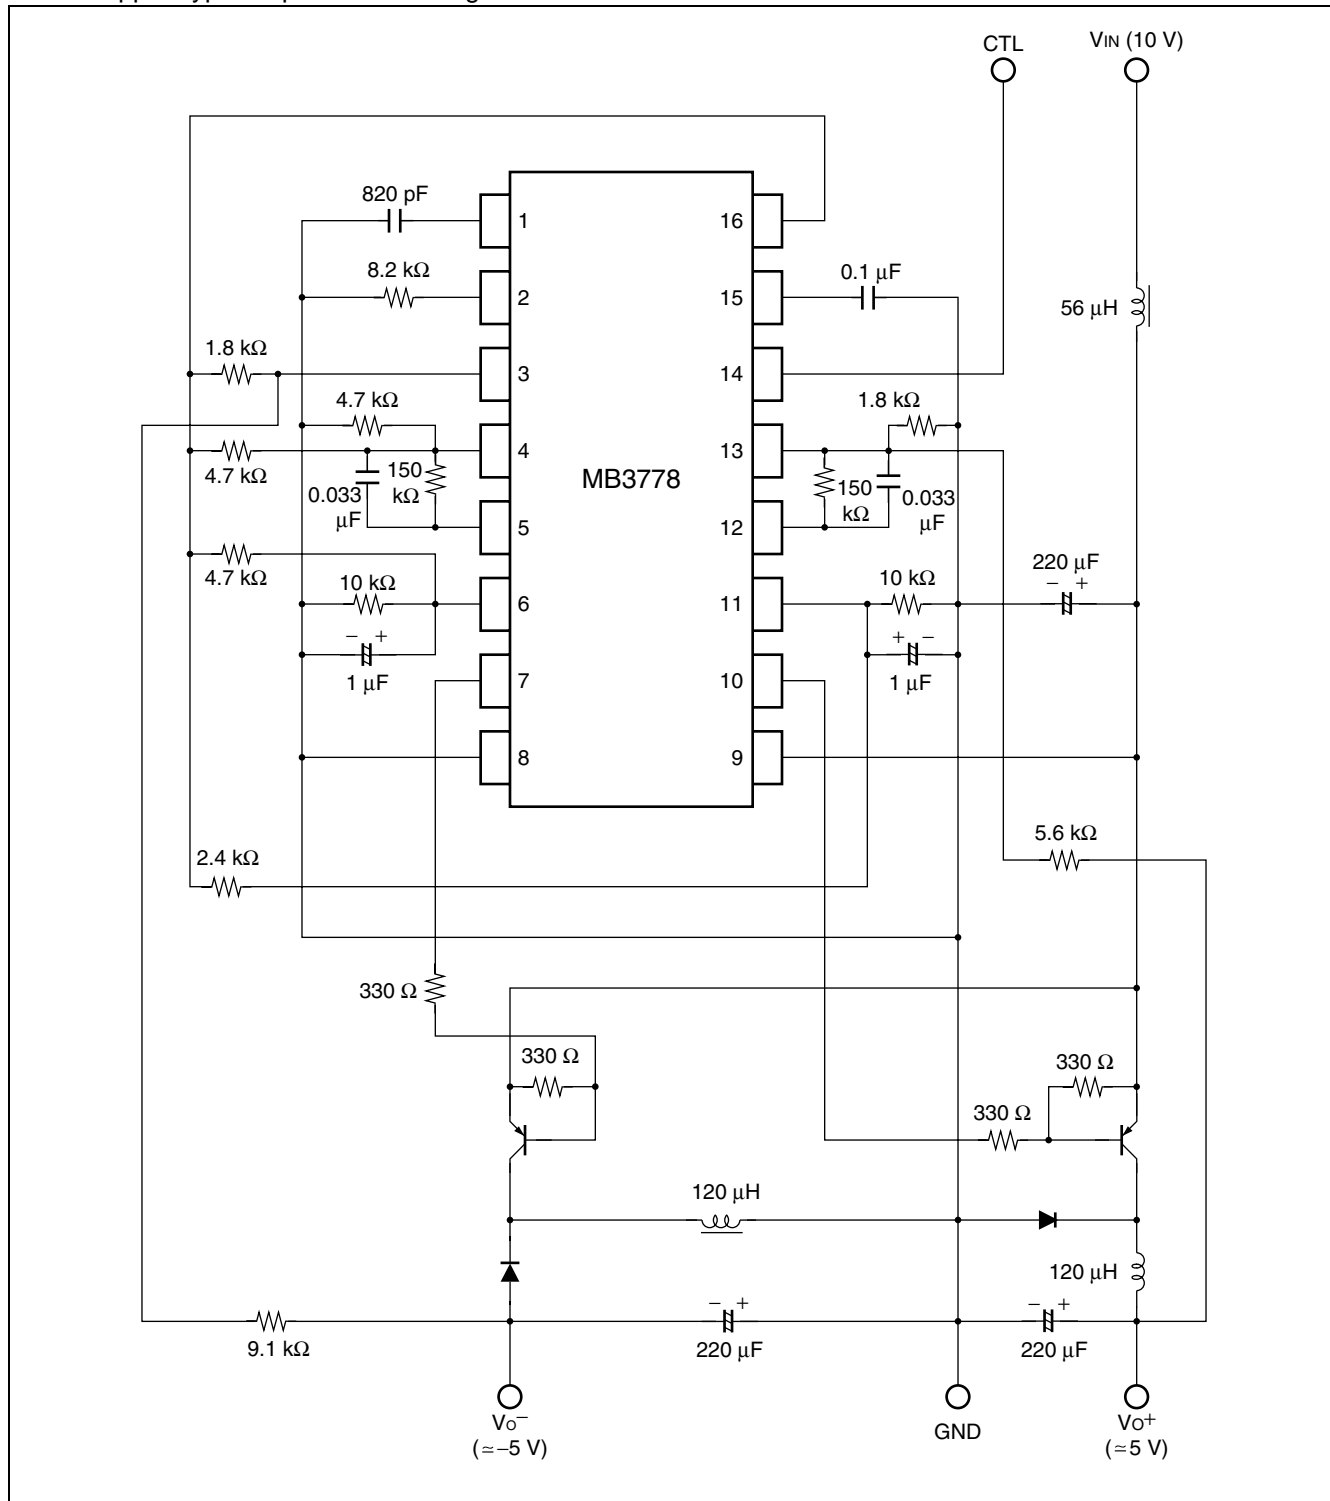 CTL
VIN (10 V)
820 pF
1
16
8.2 kΩ
0.1 µF
2
15
56 µH
1.8 kΩ
3
14
4.7 kΩ
1.8 kΩ
4
13
4.7 kΩ
150
kΩ
0.033
µF
MB3778
150
kΩ
0.033
µF
5
12
4.7 kΩ
220 µF
− +
10 kΩ
10 kΩ
6
11
− +
1 µF
+ −
1 µF
7
10
8
9
5.6 kΩ
2.4 kΩ
330 Ω
330 Ω
330 Ω
330 Ω
120 µH
120 µH
9.1 kΩ
− +
220 µF
− +
220 µF
VO−
(≃−5 V)
GND
VO+
(≃5 V)